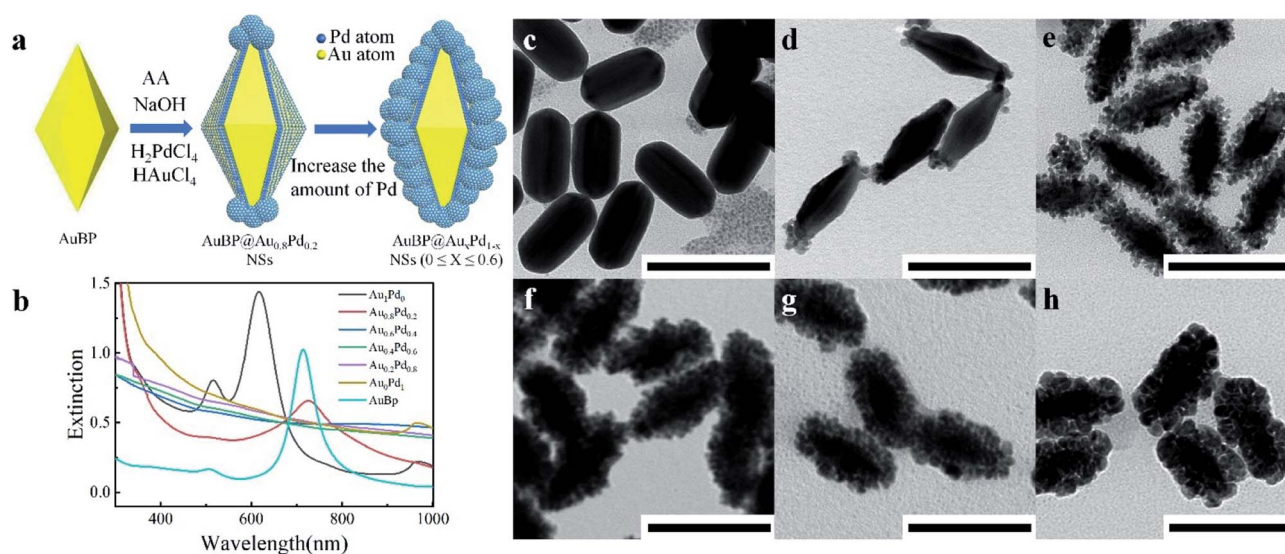 a
Pd atom
Au atom
AA
NaOH
H₂PdCl₄
HAuCl₄
Increase the
amount of Pd
AuBP
AuBP@Au₀.₈Pd₀.₂
NSs
AuBP@AuₓPd₁₋ₓ
NSs (0 ≤ X ≤ 0.6)
b
Extinction
1.5
1.0
0.5
0.0
Au₁Pd₀
Au₀.₈Pd₀.₂
Au₀.₆Pd₀.₄
Au₀.₄Pd₀.₆
Au₀.₂Pd₀.₈
Au₀Pd₁
AuBp
400 600 800 1000
Wavelength(nm)
c
d
e
f
g
h